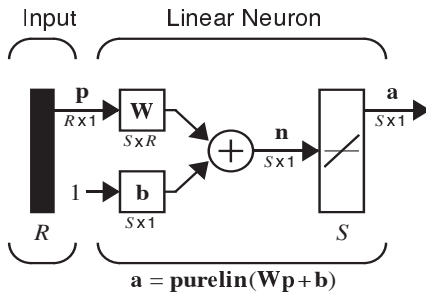 Input Linear Neuron
p
R x 1
W
S x R
1
b
S x 1
+
n
S x 1
a
S x 1
R
S
a = purelin(Wp + b)